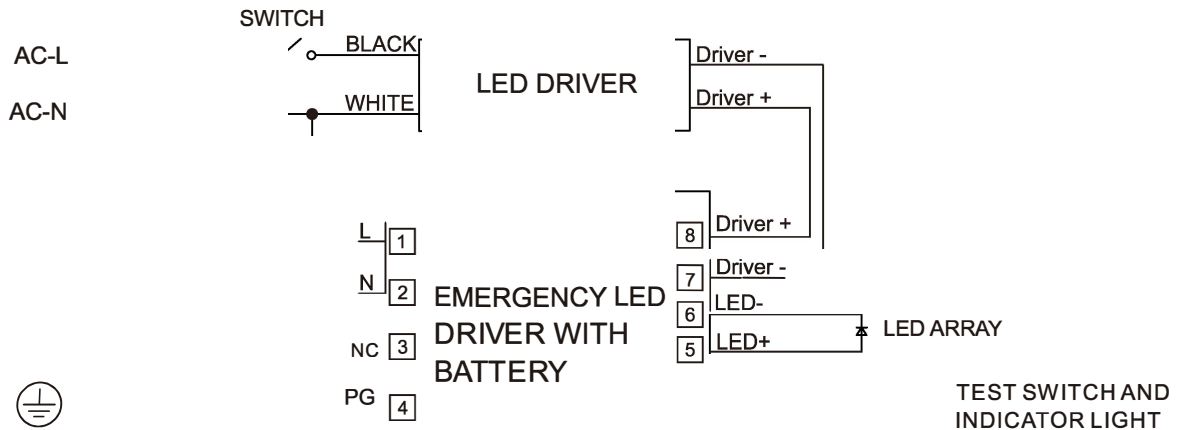 SWITCH
AC-L
BLACK
Driver -
LED DRIVER
AC-N
WHITE
Driver +
L
1
8
Driver +
N
2
7
Driver -
EMERGENCY LED
DRIVER WITH
BATTERY
6
LED-
NC
3
5
LED+
LED ARRAY
PG
4
TEST SWITCH AND
INDICATOR LIGHT